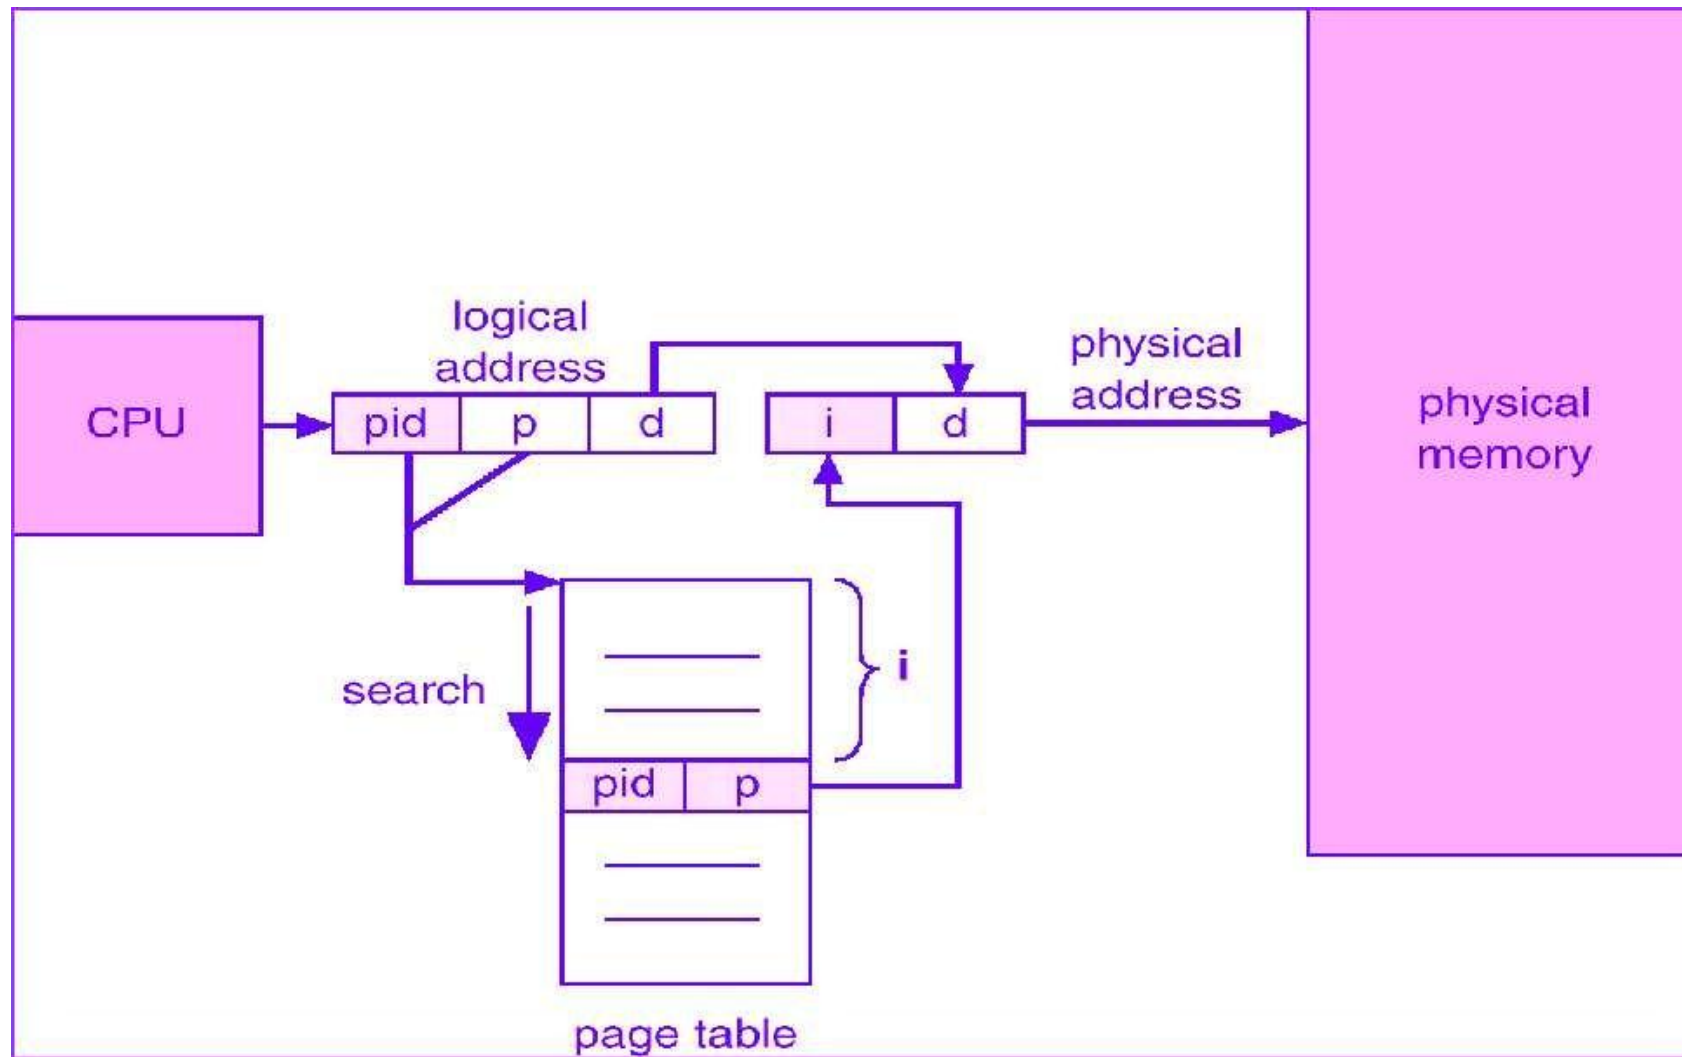 logical
address
physical
address
CPU
pid
p
d
i
d
physical
memory
search
i
pid
p
page table